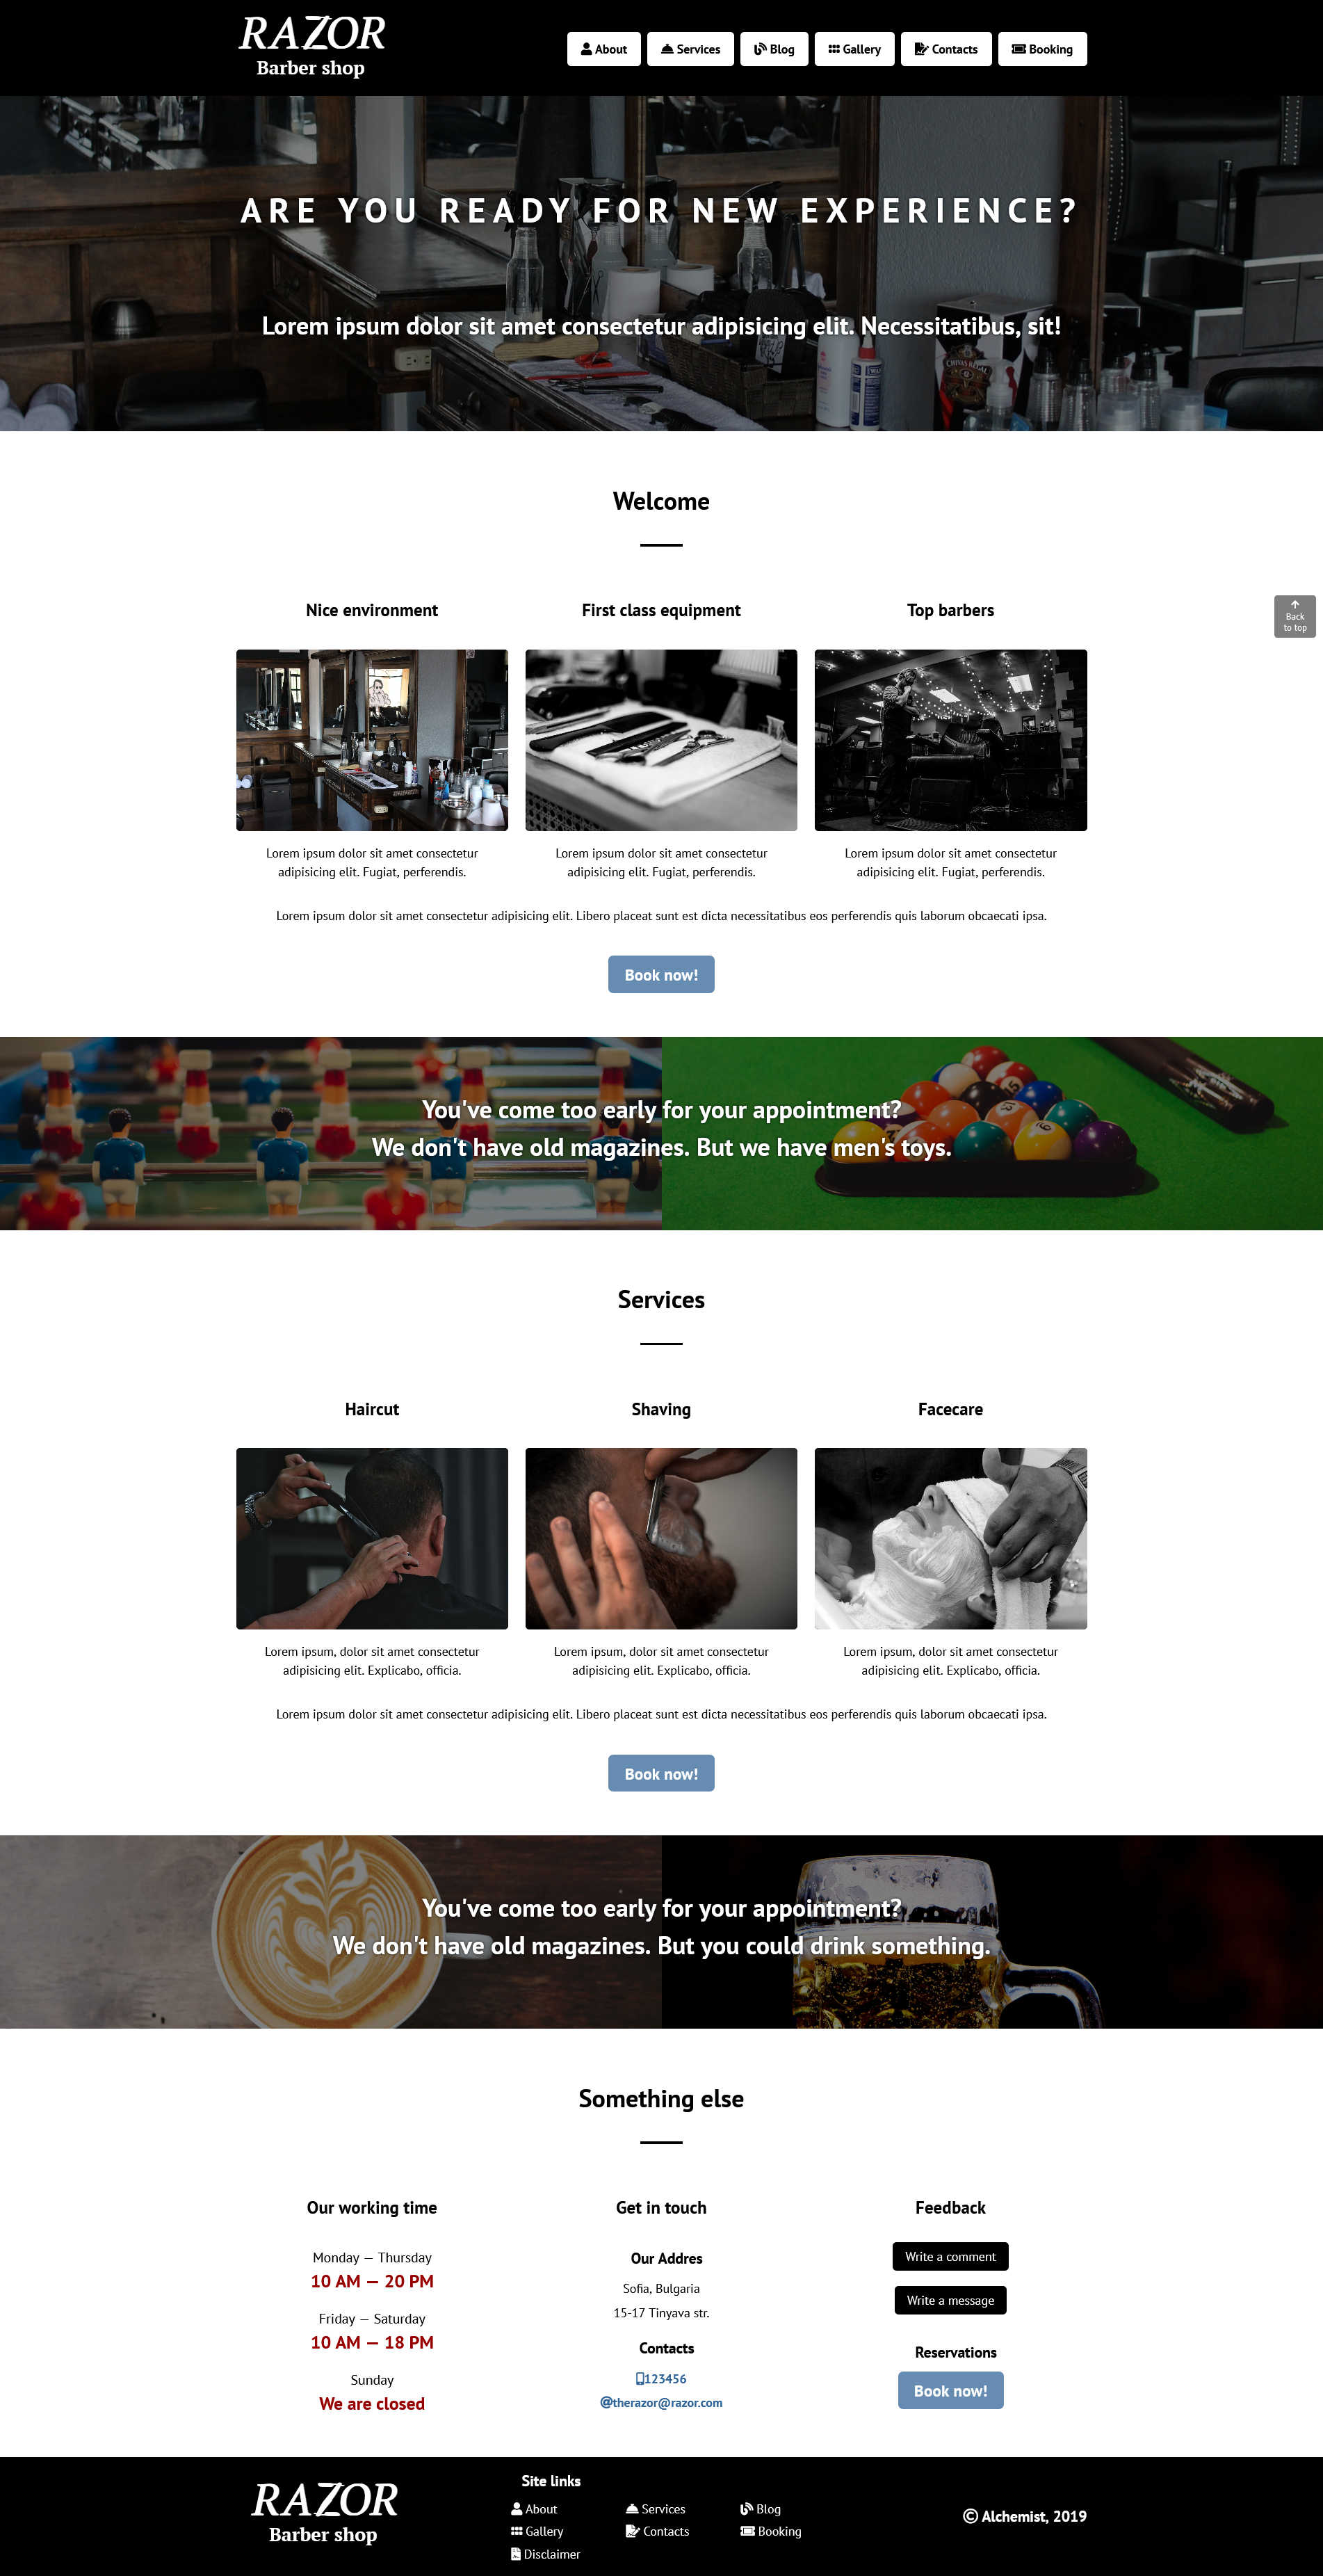 RAZOR
Barber shop
About
Services
Blog
Gallery
Contacts
Booking
ARE YOU READY FOR NEW EXPERIENCE?
Lorem ipsum dolor sit amet consectetur adipisicing elit. Necessitatibus, sit!
CHIVAS REGAL
Welcome
Back
to top
Nice environment
First class equipment
Top barbers
Lorem ipsum dolor sit amet consectetur
adipisicing elit. Fugiat, perferendis.
Lorem ipsum dolor sit amet consectetur
adipisicing elit. Fugiat, perferendis.
Lorem ipsum dolor sit amet consectetur
adipisicing elit. Fugiat, perferendis.
Lorem ipsum dolor sit amet consectetur adipisicing elit. Libero placeat sunt est dicta necessitatibus eos perferendis quis laborum obcaecati ipsa.
Book now!
You've come too early for your appointment?
We don't have old magazines. But we have men's toys.
Services
Haircut
Shaving
Facecare
Lorem ipsum, dolor sit amet consectetur
adipisicing elit. Explicabo, officia.
Lorem ipsum, dolor sit amet consectetur
adipisicing elit. Explicabo, officia.
Lorem ipsum, dolor sit amet consectetur
adipisicing elit. Explicabo, officia.
Lorem ipsum dolor sit amet consectetur adipisicing elit. Libero placeat sunt est dicta necessitatibus eos perferendis quis laborum obcaecati ipsa.
Book now!
You've come too early for your appointment?
We don't have old magazines. But you could drink something.
Something else
Our working time
Monday — Thursday
10 AM — 20 PM
Friday — Saturday
10 AM — 18 PM
Sunday
We are closed
Get in touch
Our Addres
Sofia, Bulgaria
15-17 Tinyava str.
Contacts
123456
@therazor@razor.com
Feedback
Write a comment
Write a message
Reservations
Book now!
RAZOR
Barber shop
Site links
About
Services
Blog
Gallery
Contacts
Booking
Disclaimer
© Alchemist, 2019